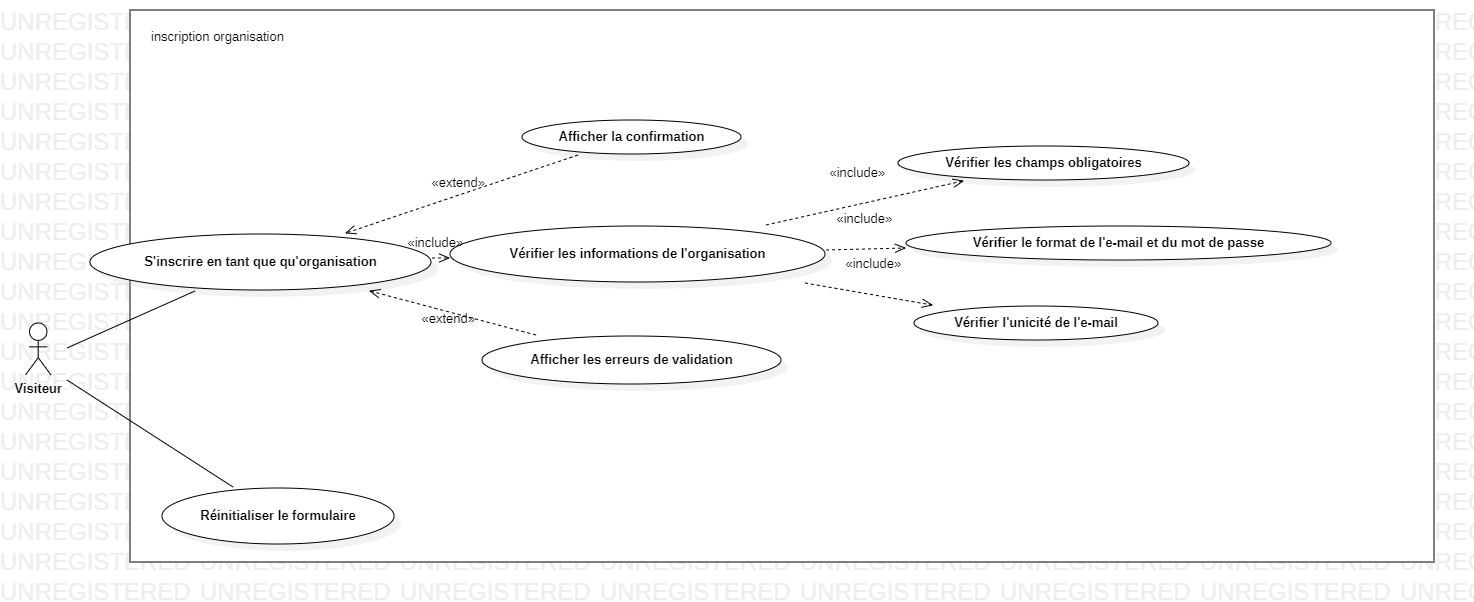 inscription organisation
Afficher la confirmation
Vérifier les champs obligatoires
«include»
«extend»
«include»
«include»
Vérifier le format de l'e-mail et du mot de passe
S'inscrire en tant que qu'organisation
Vérifier les informations de l'organisation
«include»
«extend»
Vérifier l'unicité de l'e-mail
Afficher les erreurs de validation
Visiteur
Réinitialiser le formulaire
UNREGISTERED UNREGISTERED UNREGISTERED UNREGISTERED UNREGISTERED UNREGISTERED UNREGISTERED